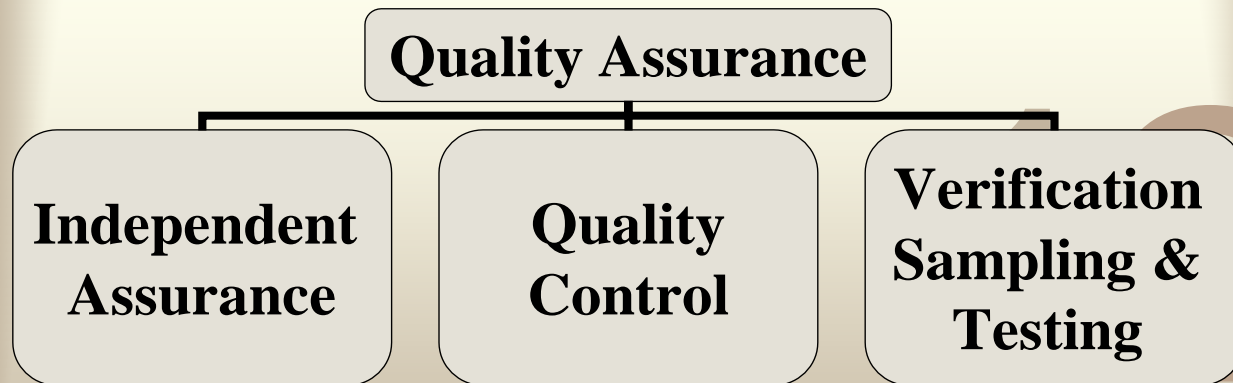 Quality Assurance
Independent
Assurance
Quality
Control
Verification
Sampling &
Testing